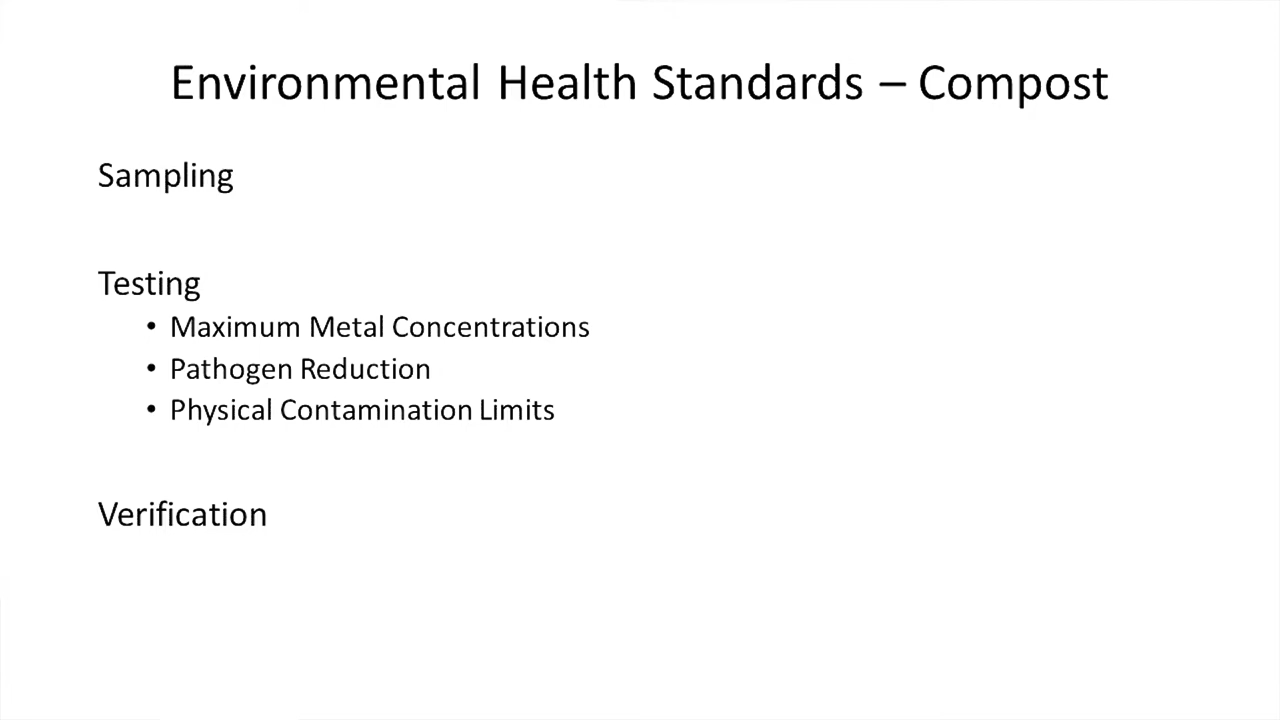 Environmental Health Standards – Compost
Sampling
Testing
• Maximum Metal Concentrations
• Pathogen Reduction
• Physical Contamination Limits
Verification